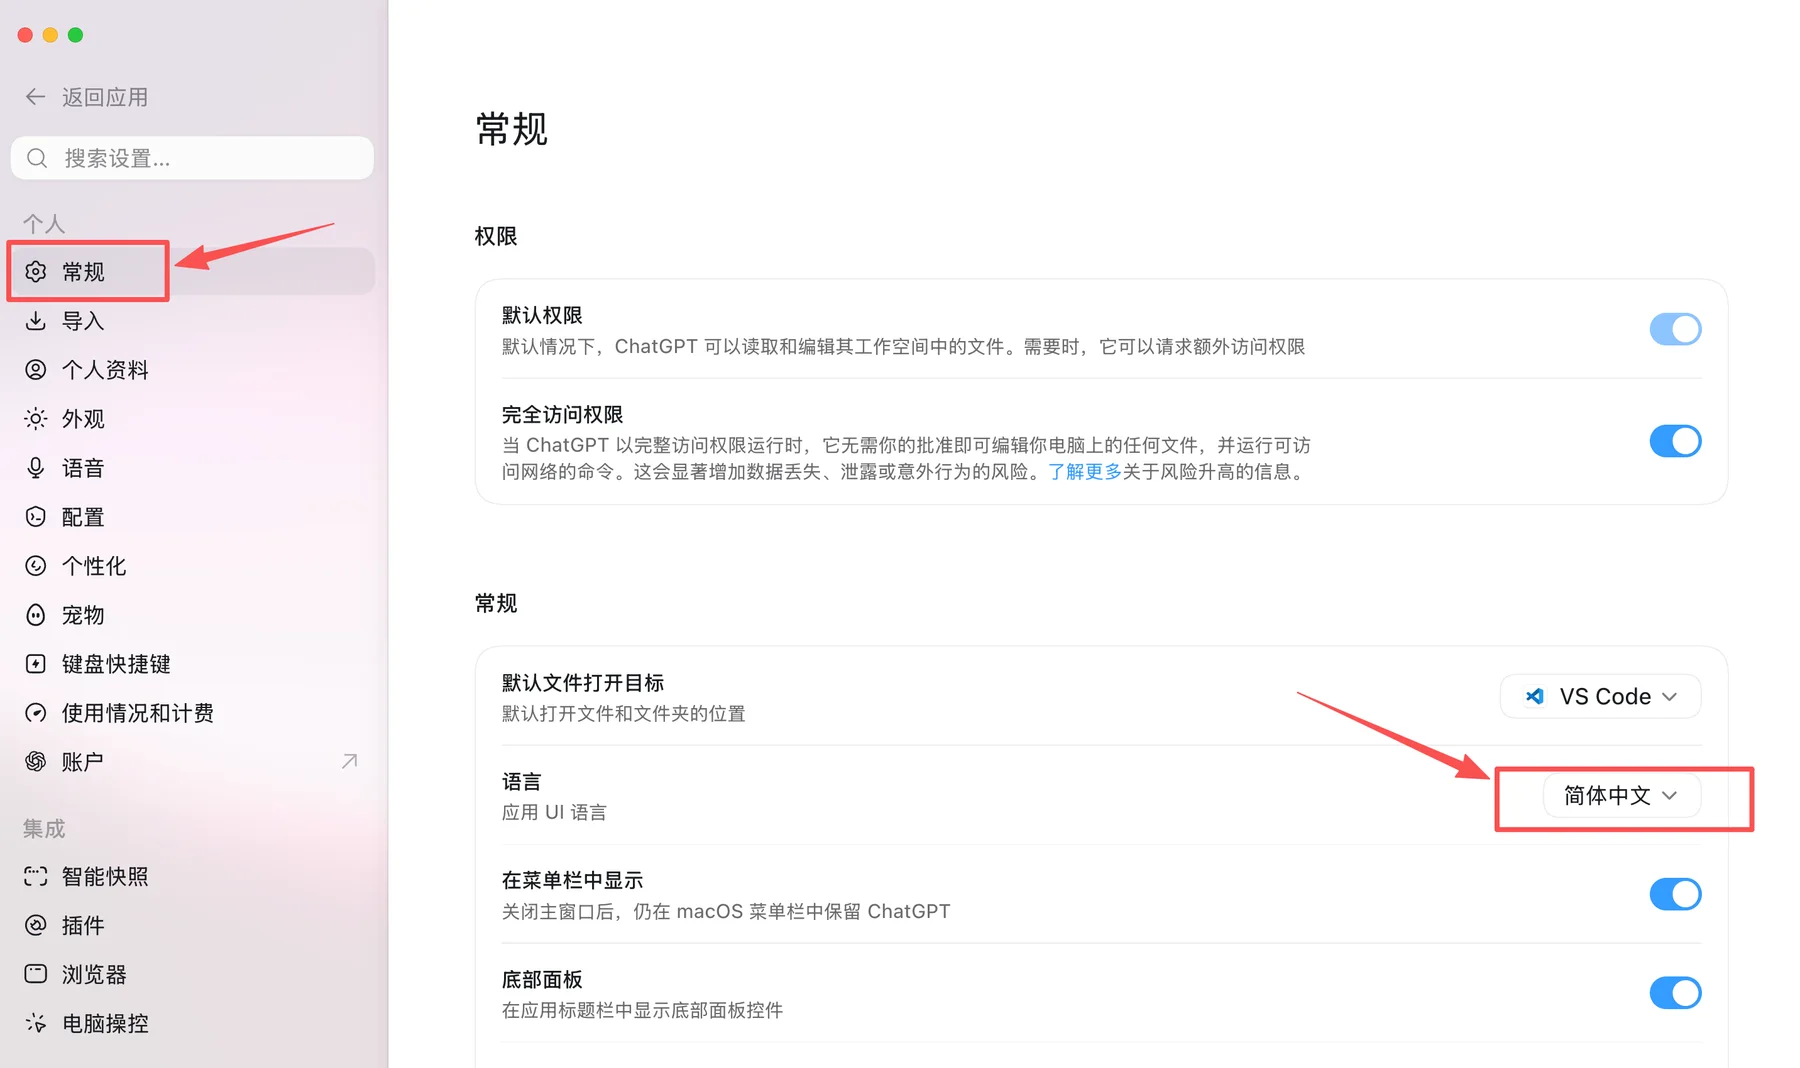 返回应用
搜索设置...
个人
常规
导入
个人资料
外观
语音
配置
个性化
宠物
键盘快捷键
使用情况和计费
账户
集成
智能快照
插件
浏览器
电脑操控
常规
权限
默认权限
默认情况下，ChatGPT 可以读取和编辑其工作空间中的文件。需要时，它可以请求额外访问权限
完全访问权限
当 ChatGPT 以完整访问权限运行时，它无需你的批准即可编辑你电脑上的任何文件，并运行可访
问网络的命令。这会显著增加数据丢失、泄露或意外行为的风险。了解更多关于风险升高的信息。
常规
默认文件打开目标
默认打开文件和文件夹的位置
VS Code
语言
应用 UI 语言
简体中文
在菜单栏中显示
关闭主窗口后，仍在 macOS 菜单栏中保留 ChatGPT
底部面板
在应用标题栏中显示底部面板控件